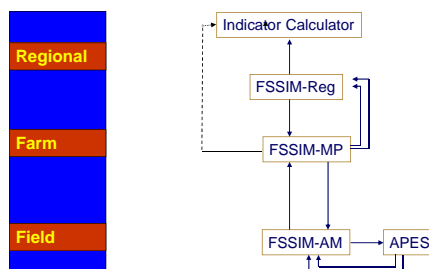 Indicator Calculator
Regional
FSSIM-Reg
Farm
FSSIM-MP
Field
FSSIM-AM
APES